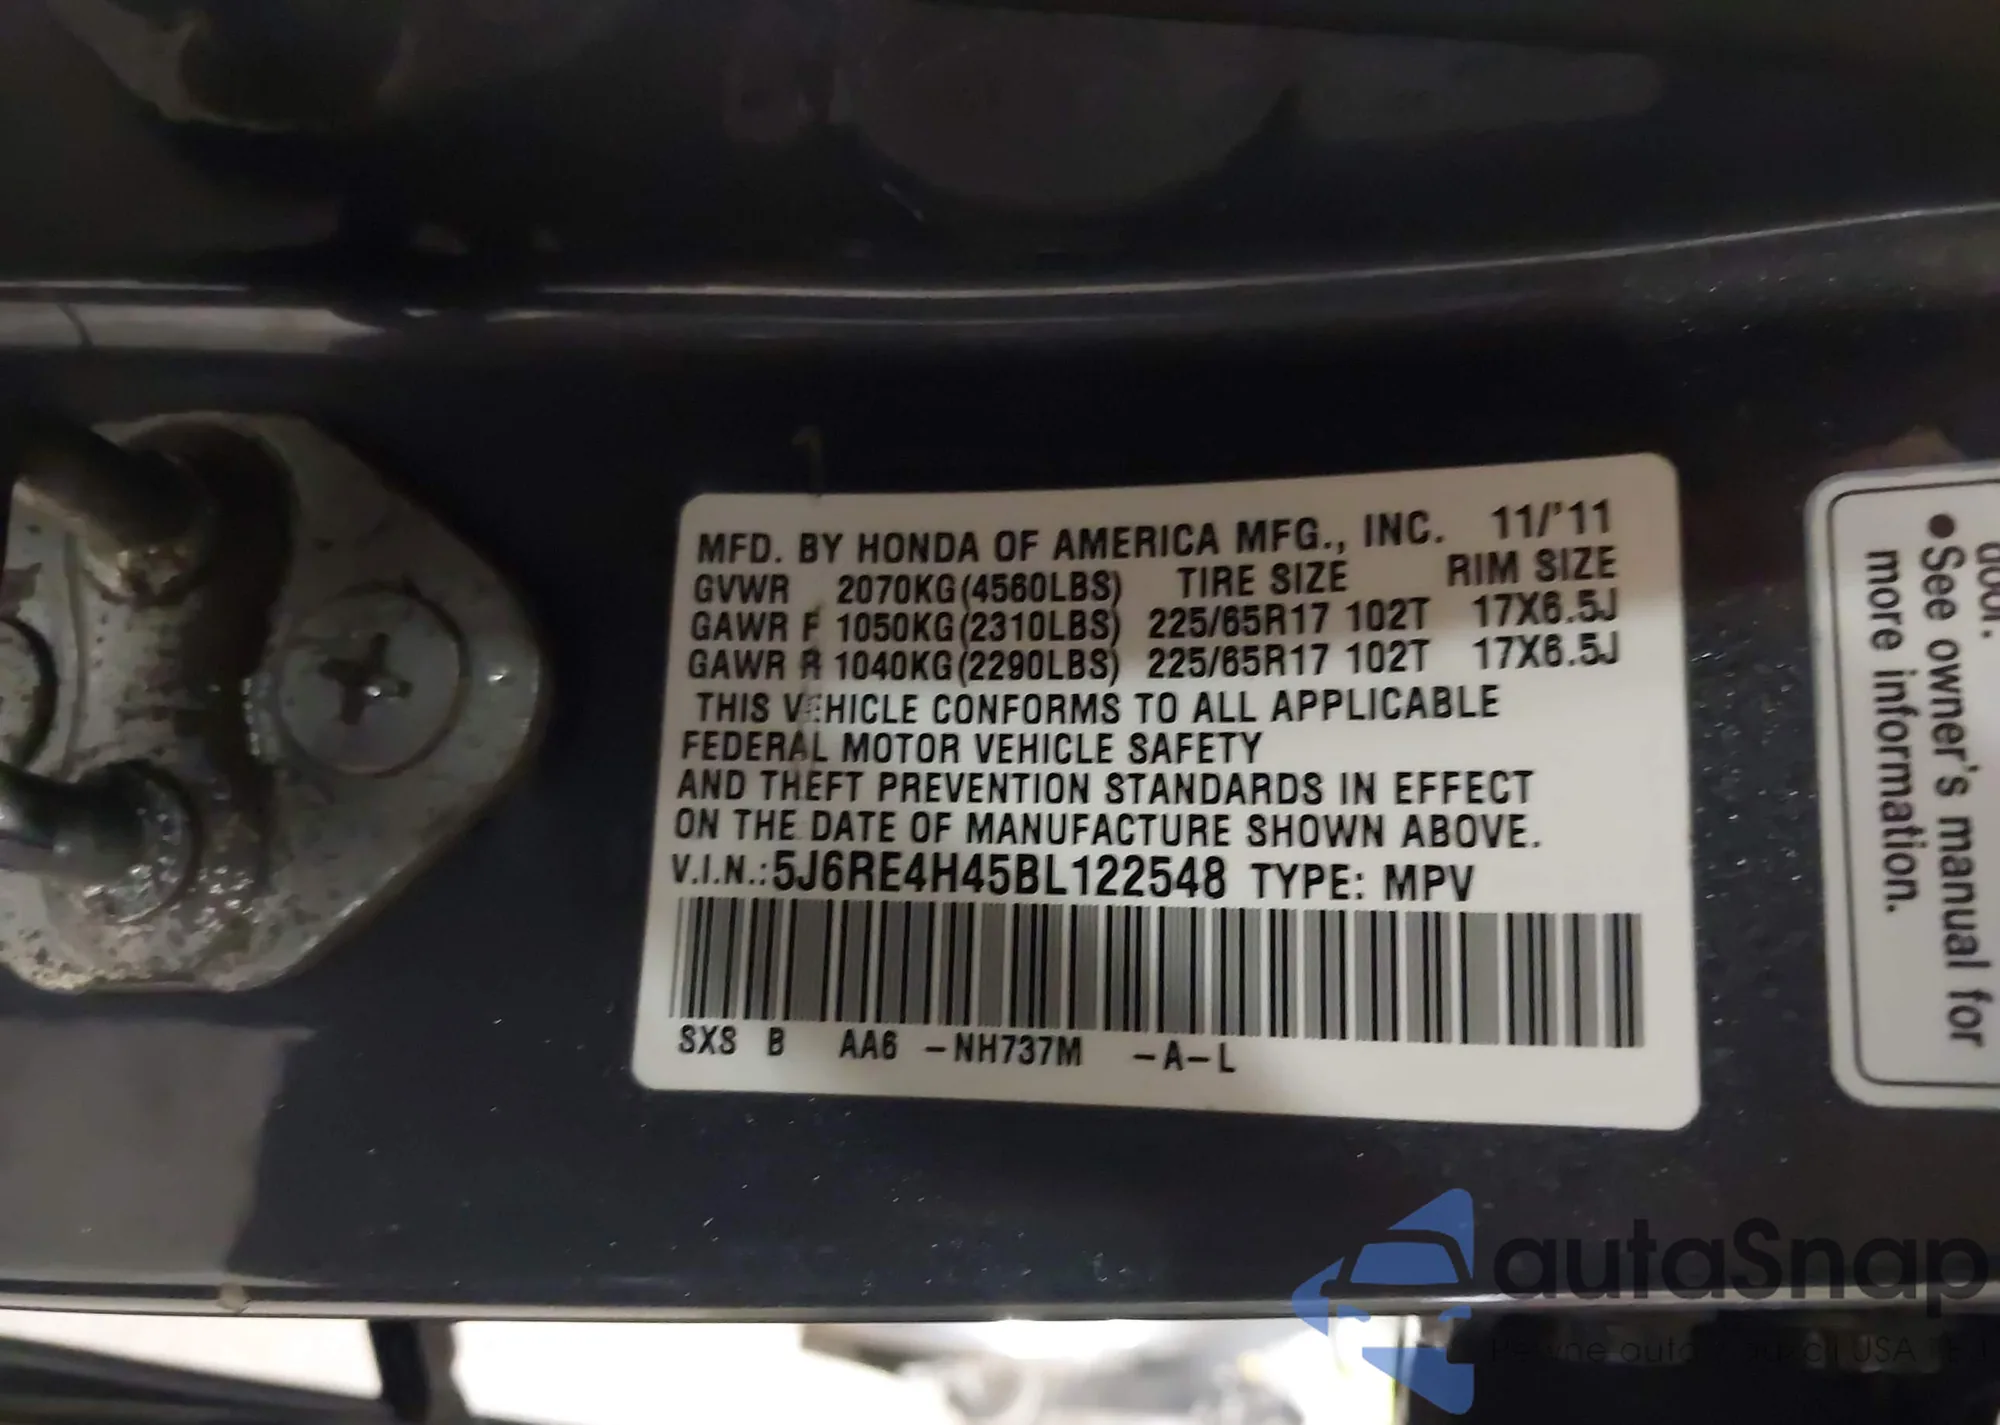 MFD. BY HONDA OF AMERICA MFG., INC. 11/'11
GVWR 2070KG(4560LBS) TIRE SIZE RIM SIZE
GAWR F 1050KG(2310LBS) 225/65R17 102T 17X6.5J
GAWR R 1040KG(2290LBS) 225/65R17 102T 17X6.5J
THIS VEHICLE CONFORMS TO ALL APPLICABLE
FEDERAL MOTOR VEHICLE SAFETY
AND THEFT PREVENTION STANDARDS IN EFFECT
ON THE DATE OF MANUFACTURE SHOWN ABOVE.
V.I.N.:5J6RE4H45BL122548 TYPE: MPV
SXS B AA6 -NH737M -A-L
door.
●See owner's manual for
more information.
autaSnap
USA